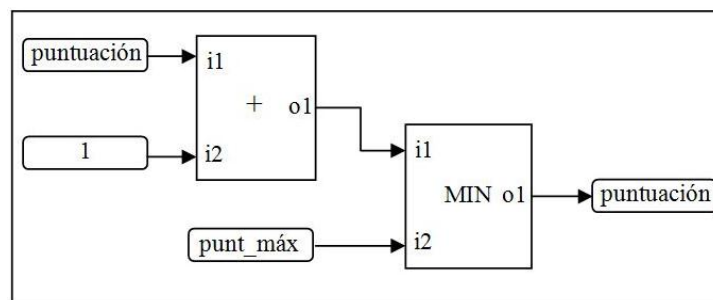 puntuación
i1
+
o1
1
i2
i1
MIN
o1
puntuación
punt_máx
i2